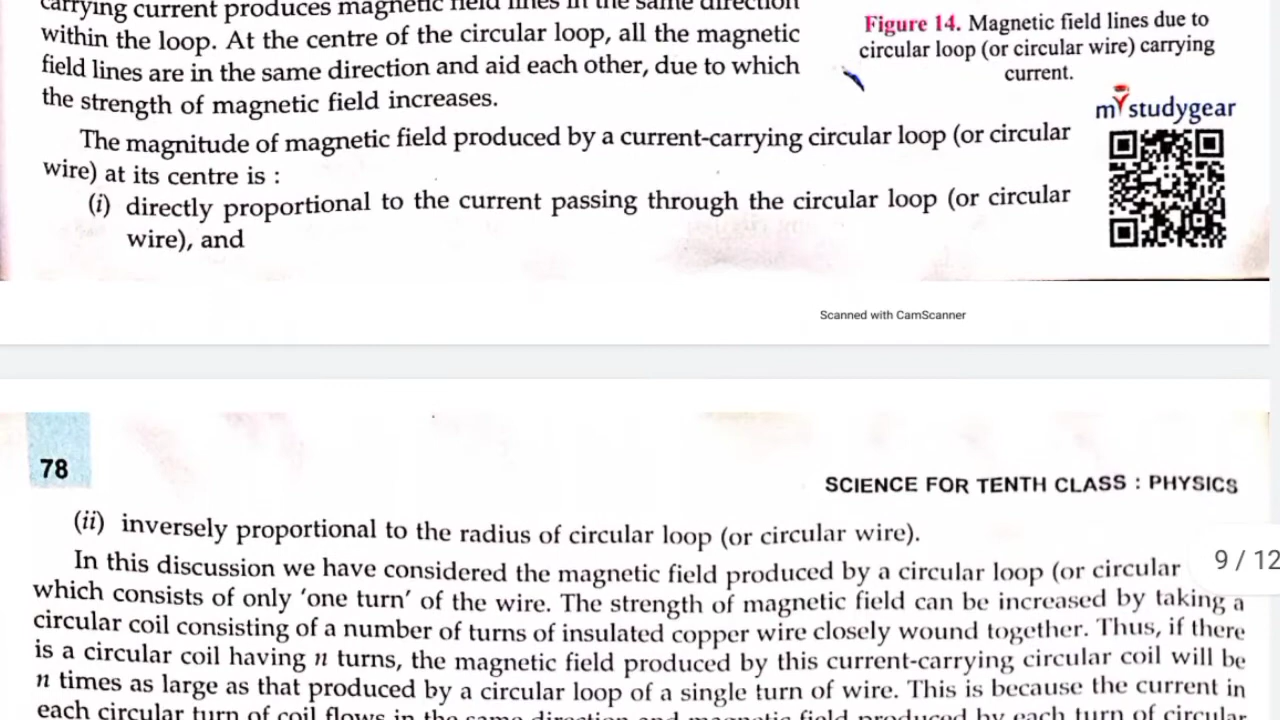 carrying current produces magnetic field lines in the same direction
within the loop. At the centre of the circular loop, all the magnetic
field lines are in the same direction and aid each other, due to which
the strength of magnetic field increases.
Figure 14. Magnetic field lines due to
circular loop (or circular wire) carrying
current.
mystudygear
The magnitude of magnetic field produced by a current-carrying circular loop (or circular
wire) at its centre is :
(i) directly proportional to the current passing through the circular loop (or circular
wire), and
Scanned with CamScanner
78
SCIENCE FOR TENTH CLASS : PHYSICS
(ii) inversely proportional to the radius of circular loop (or circular wire).
In this discussion we have considered the magnetic field produced by a circular loop (or circular
9 / 12
which consists of only 'one turn' of the wire. The strength of magnetic field can be increased by taking a
circular coil consisting of a number of turns of insulated copper wire closely wound together. Thus, if there
is a circular coil having n turns, the magnetic field produced by this current-carrying circular coil will be
n times as large as that produced by a circular loop of a single turn of wire. This is because the current in
each circular turn of coil flows in the same direction and magnetic field produced by each turn of circular